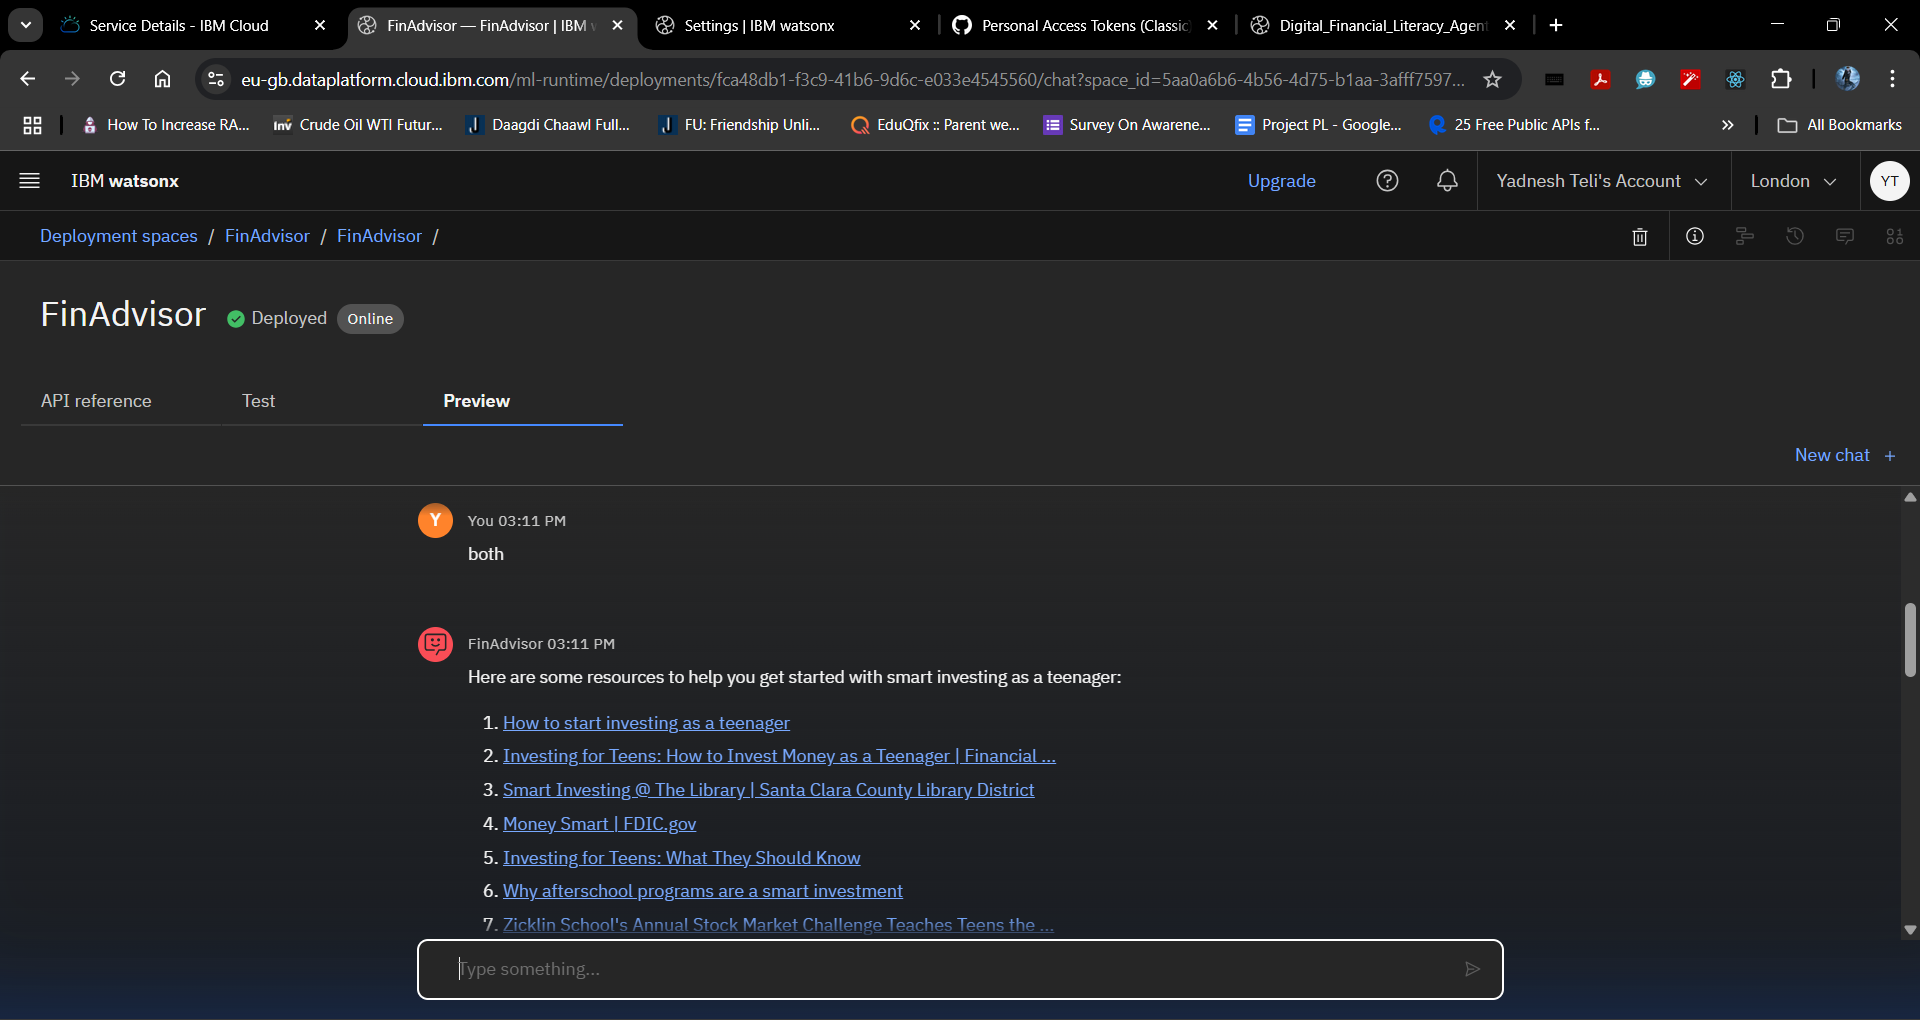 Service Details - IBM Cloud
FinAdvisor — FinAdvisor | IBM w
Settings | IBM watsonx
Personal Access Tokens (Classic
Digital_Financial_Literacy_Agent
eu-gb.dataplatform.cloud.ibm.com/ml-runtime/deployments/fca48db1-f3c9-41b6-9d6c-e033e4545560/chat?space_id=5aa0a6b6-4b56-4d75-b1aa-3afff7597...
How To Increase RA...
inv Crude Oil WTI Futur...
Daagdi Chaawl Full...
FU: Friendship Unli...
EduQfix :: Parent we...
Survey On Awarene...
Project PL - Google...
25 Free Public APIs f...
All Bookmarks
IBM watsonx
Upgrade
Yadnesh Teli's Account
London
YT
Deployment spaces / FinAdvisor / FinAdvisor /
FinAdvisor
Deployed
Online
API reference
Test
Preview
New chat +
Y
You 03:11 PM
both
FinAdvisor 03:11 PM
Here are some resources to help you get started with smart investing as a teenager:
1. How to start investing as a teenager
2. Investing for Teens: How to Invest Money as a Teenager | Financial ...
3. Smart Investing @ The Library | Santa Clara County Library District
4. Money Smart | FDIC.gov
5. Investing for Teens: What They Should Know
6. Why afterschool programs are a smart investment
7. Zicklin School's Annual Stock Market Challenge Teaches Teens the ...
Type something...